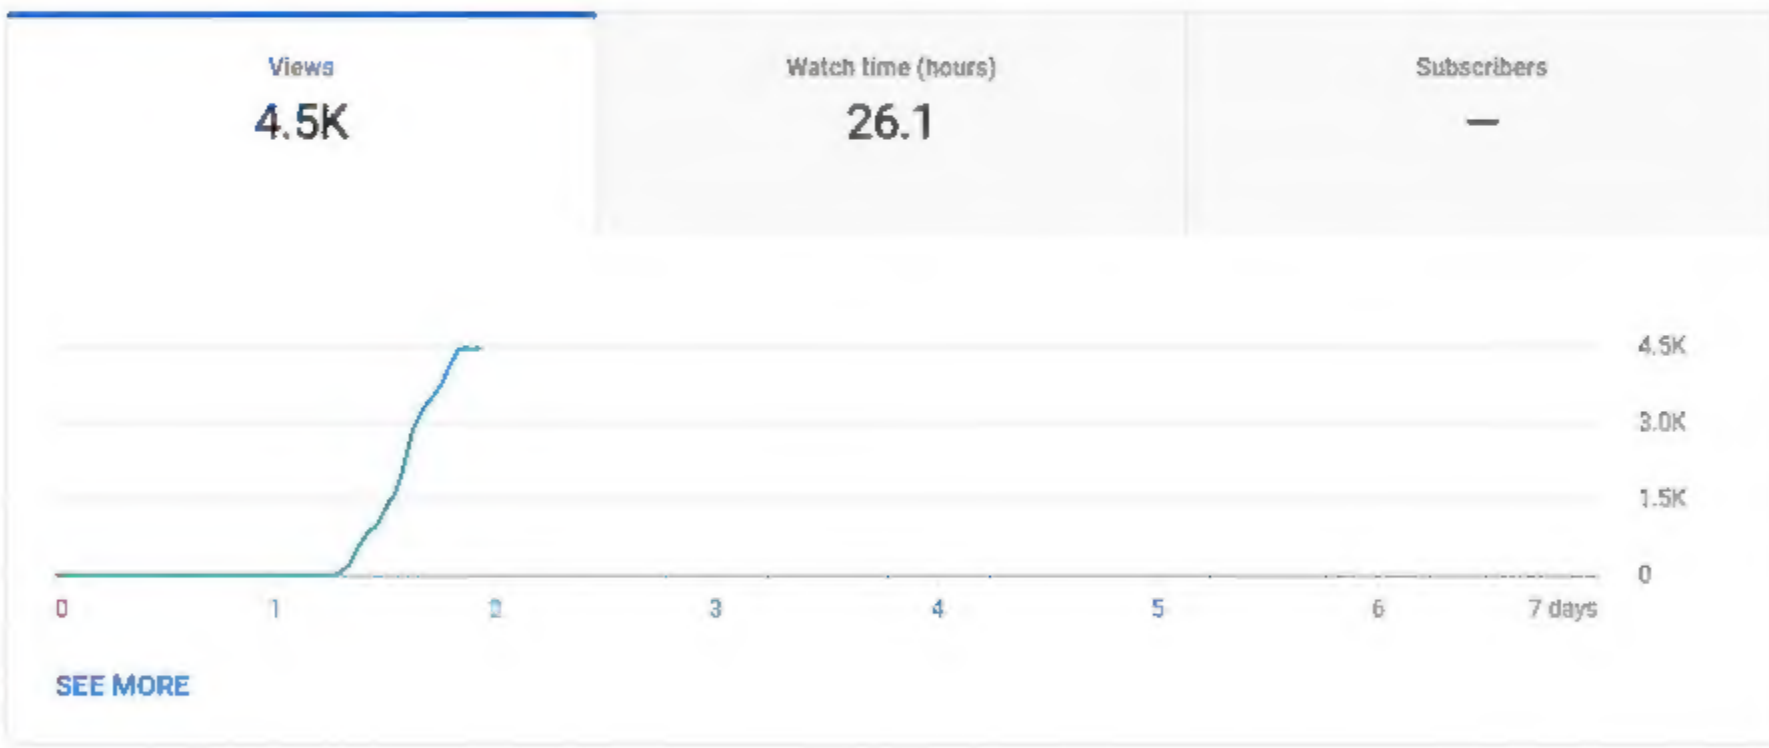 Views
4.5K
Watch time (hours)
26.1
Subscribers
—
4.5K
3.0K
1.5K
0
0 1 2 3 4 5 6 7 days
SEE MORE